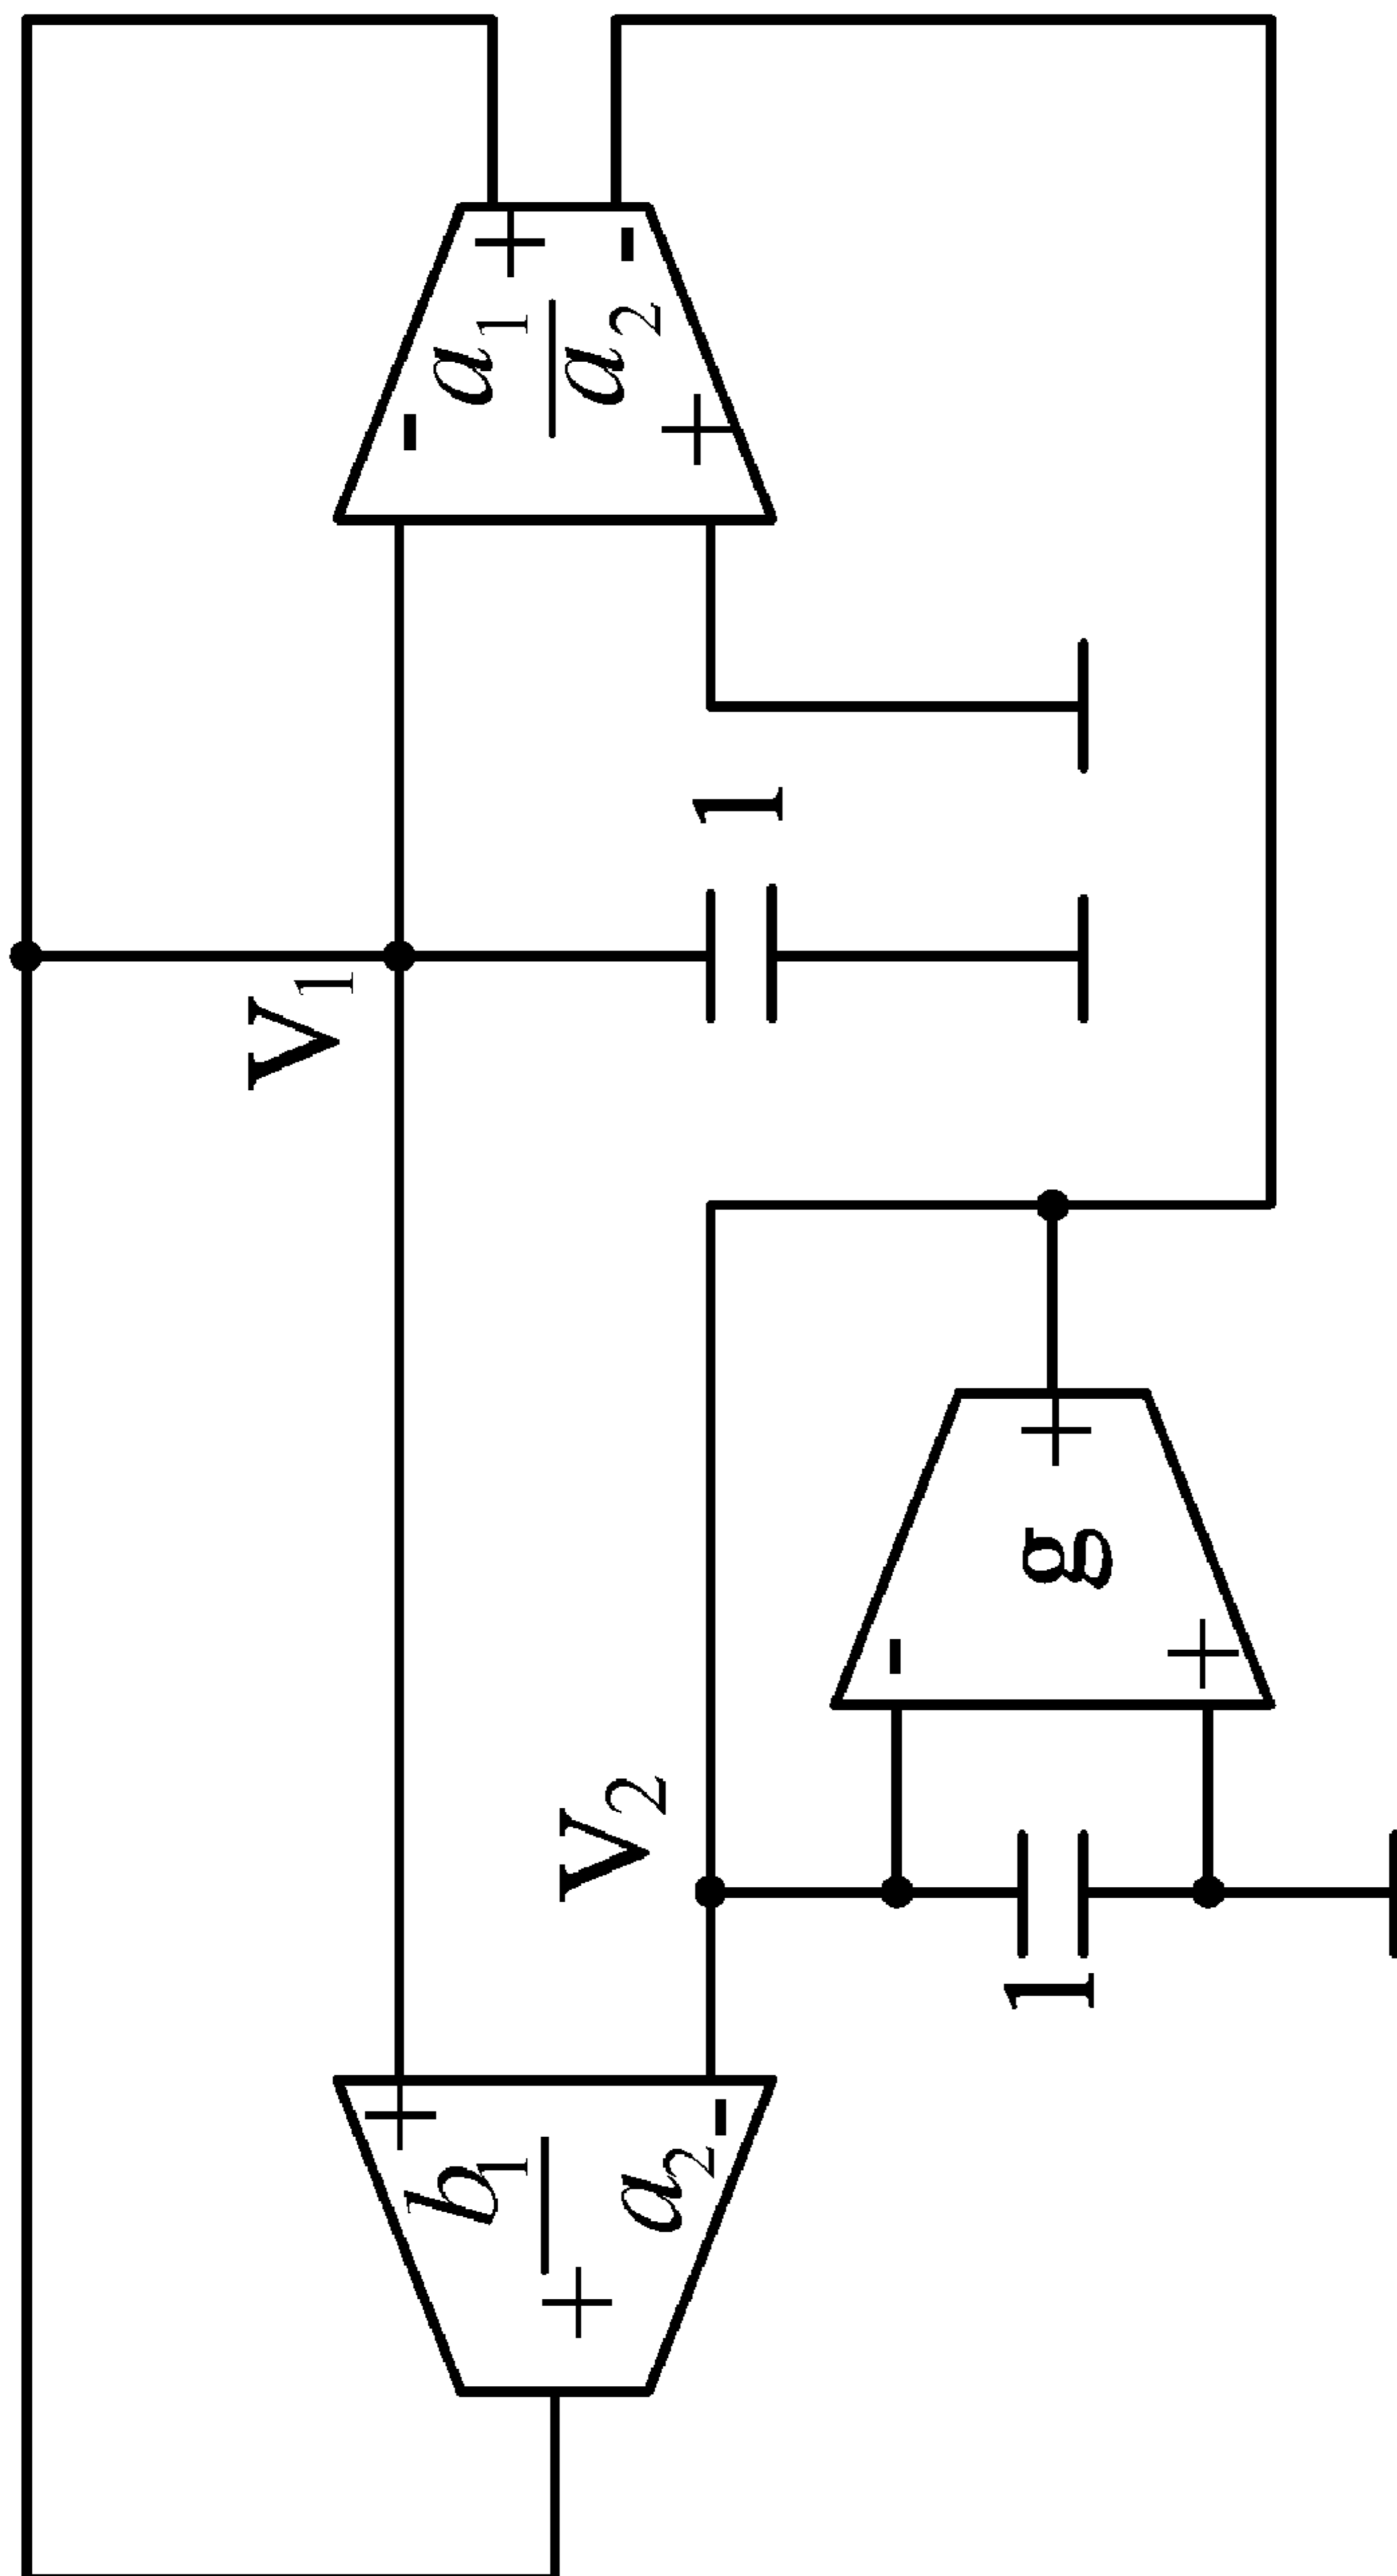 V₁
- a₁ +
a₂
+ -
1
V₂
- g +
+
1
+ b₁
a₂
- +